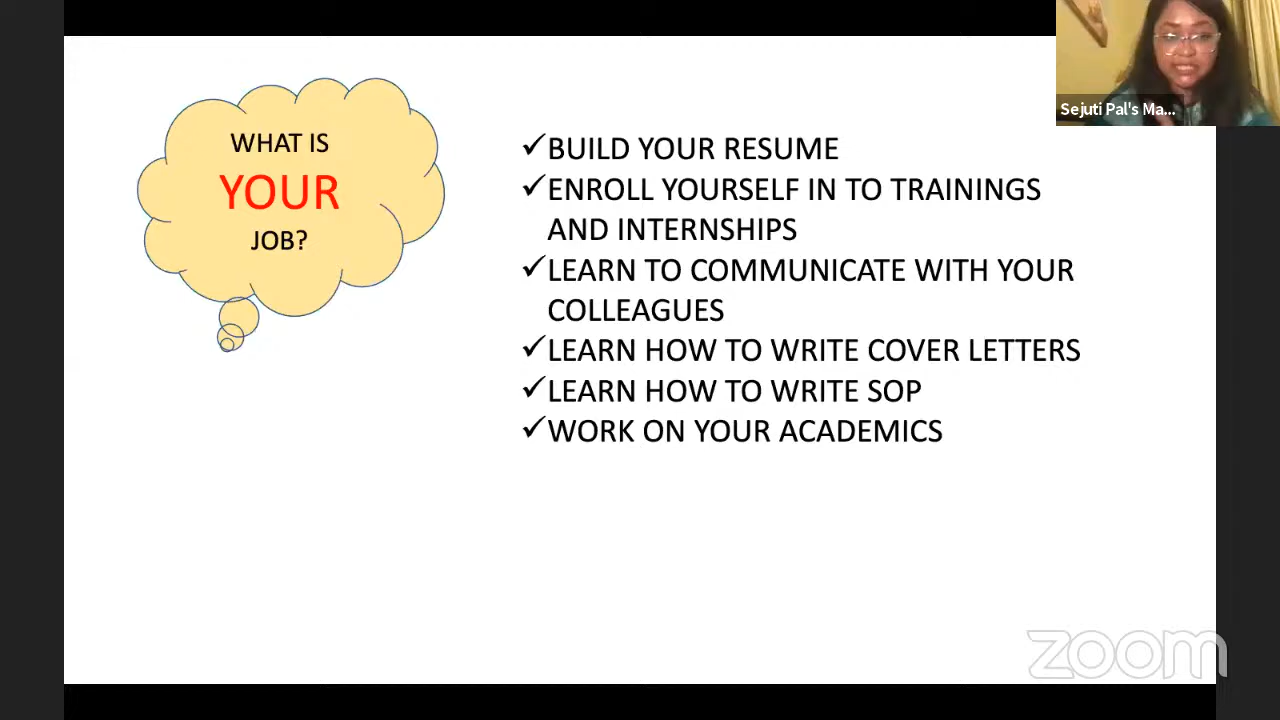 WHAT IS
YOUR
JOB?
✓BUILD YOUR RESUME
✓ENROLL YOURSELF IN TO TRAININGS
AND INTERNSHIPS
✓LEARN TO COMMUNICATE WITH YOUR
COLLEAGUES
✓LEARN HOW TO WRITE COVER LETTERS
✓LEARN HOW TO WRITE SOP
✓WORK ON YOUR ACADEMICS
Sejuti Pal's Ma...
zoom